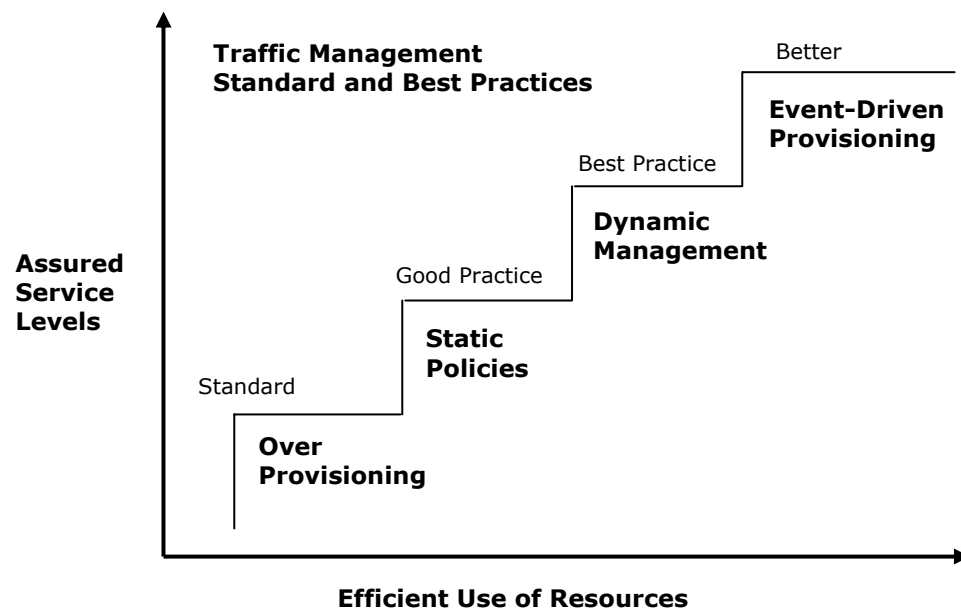 Traffic Management
Standard and Best Practices
Better
Event-Driven
Provisioning
Best Practice
Dynamic
Management
Assured
Service
Levels
Good Practice
Static
Policies
Standard
Over
Provisioning
Efficient Use of Resources